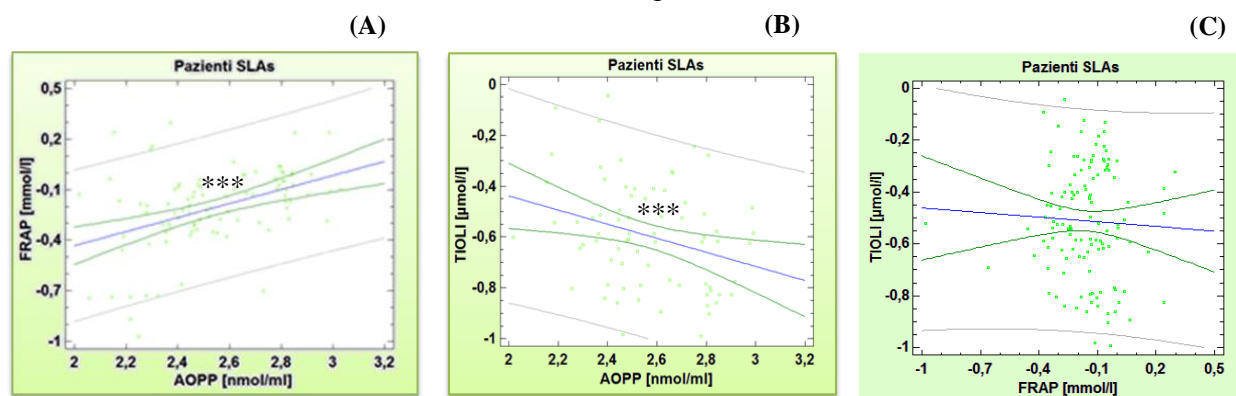 (A)
(B)
(C)
Pazienti SLAs
FRAP [mmol/l]
0,5
0,2
-0,1
-0,4
-0,7
-1
***
2 2,2 2,4 2,6 2,8 3 3,2
AOPP [nmol/ml]
Pazienti SLAs
TIOLI [µmol/l]
0
-0,2
-0,4
-0,6
-0,8
-1
***
2 2,2 2,4 2,6 2,8 3 3,2
AOPP [nmol/ml]
Pazienti SLAs
TIOLI [µmol/l]
0
-0,2
-0,4
-0,6
-0,8
-1
-1 -0,7 -0,4 -0,1 0,2 0,5
FRAP [mmol/l]